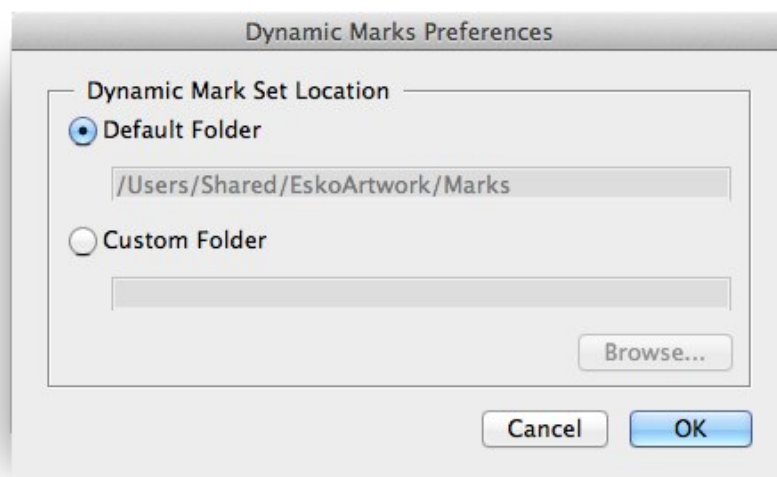 Dynamic Marks Preferences
Dynamic Mark Set Location
Default Folder
/Users/Shared/EskoArtwork/Marks
Custom Folder
Browse...
Cancel OK